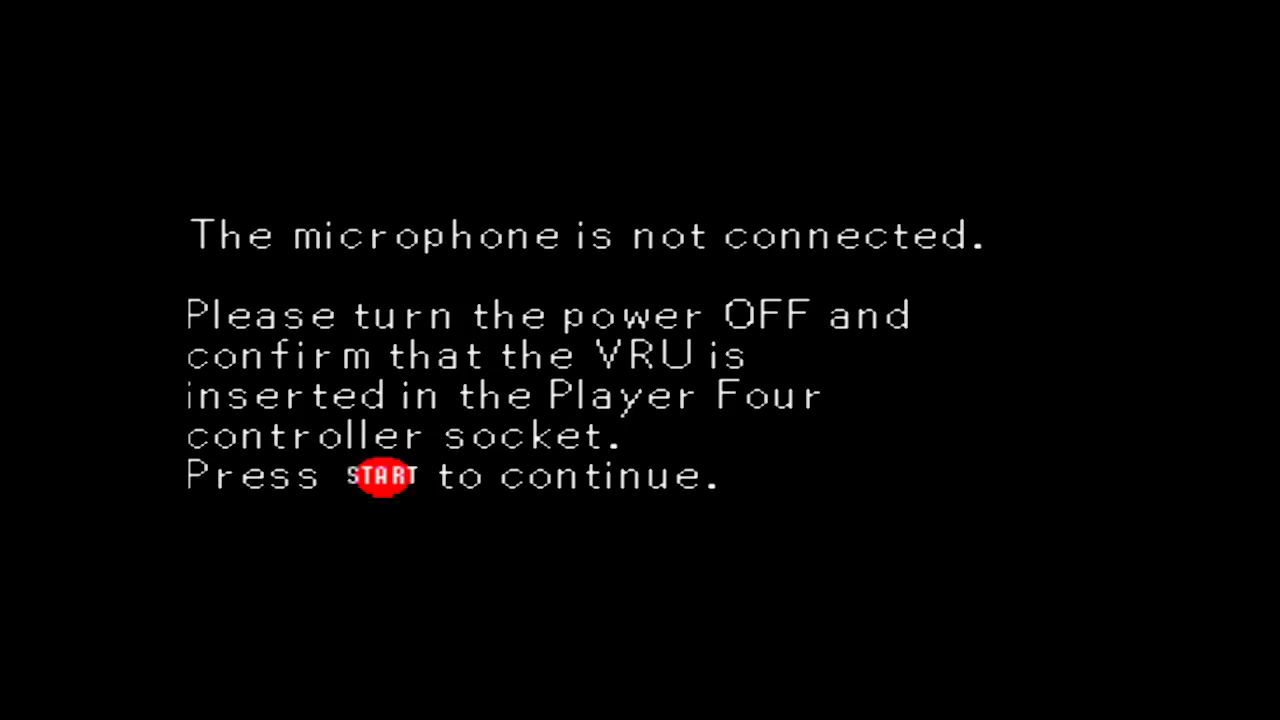 The microphone is not connected.
Please turn the power OFF and
confirm that the VRU is
inserted in the Player Four
controller socket.
Press START to continue.